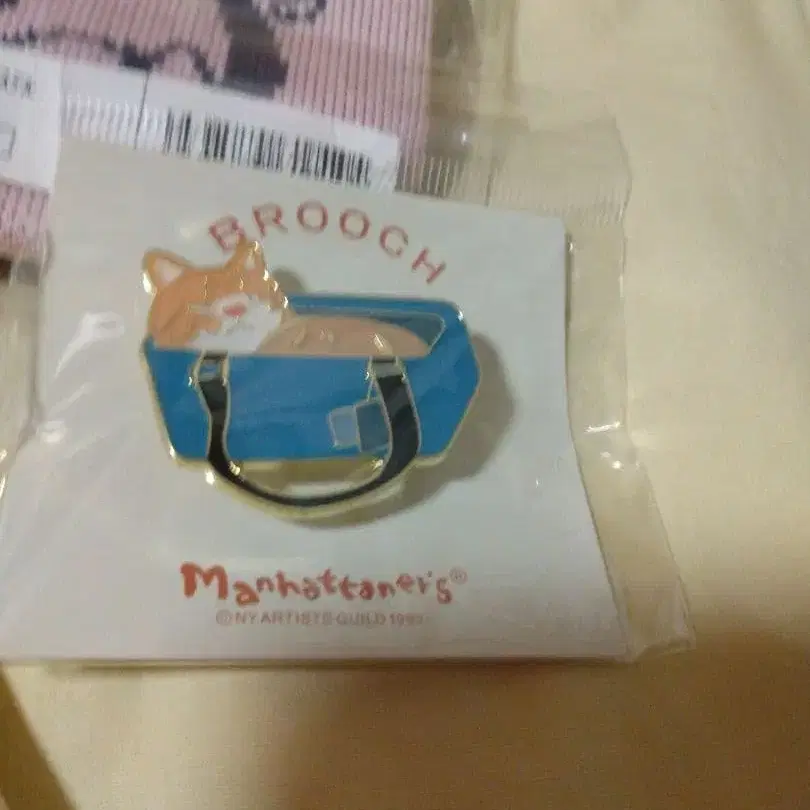 BROOCH
Manhattaner's®
©NY ARTISTS GUILD